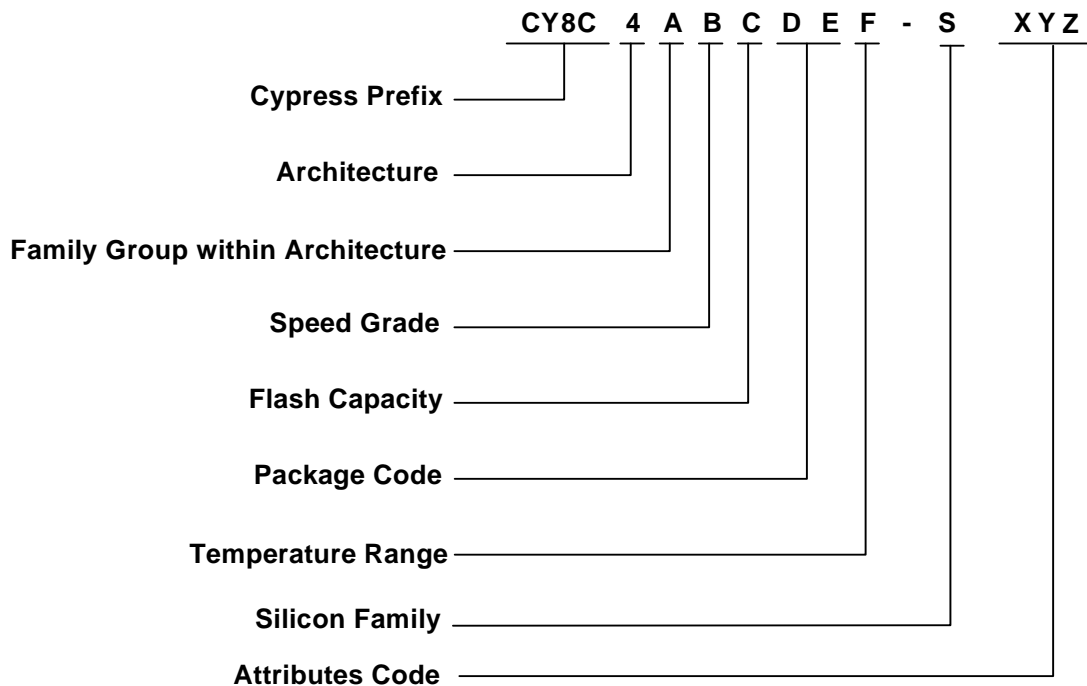 CY8C 4 A B C D E F - S X Y Z
Cypress Prefix
Architecture
Family Group within Architecture
Speed Grade
Flash Capacity
Package Code
Temperature Range
Silicon Family
Attributes Code